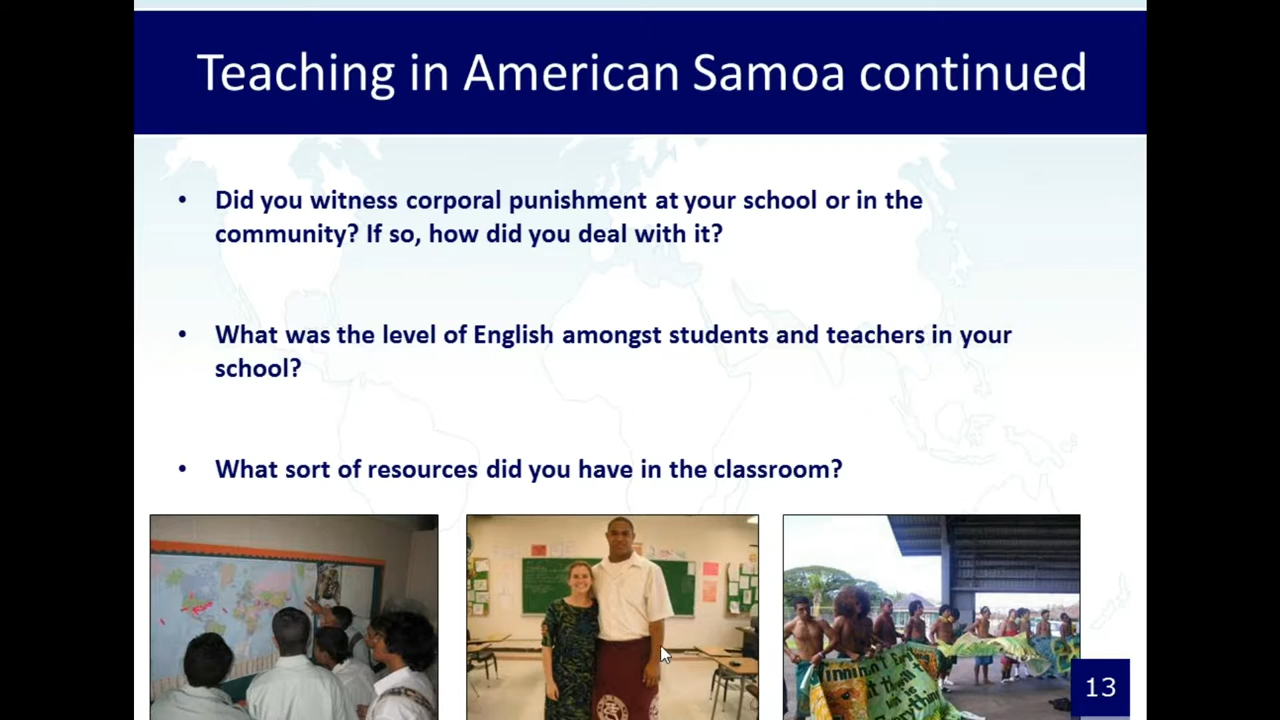 Teaching in American Samoa continued
• Did you witness corporal punishment at your school or in the
community? If so, how did you deal with it?
• What was the level of English amongst students and teachers in your
school?
• What sort of resources did you have in the classroom?
13